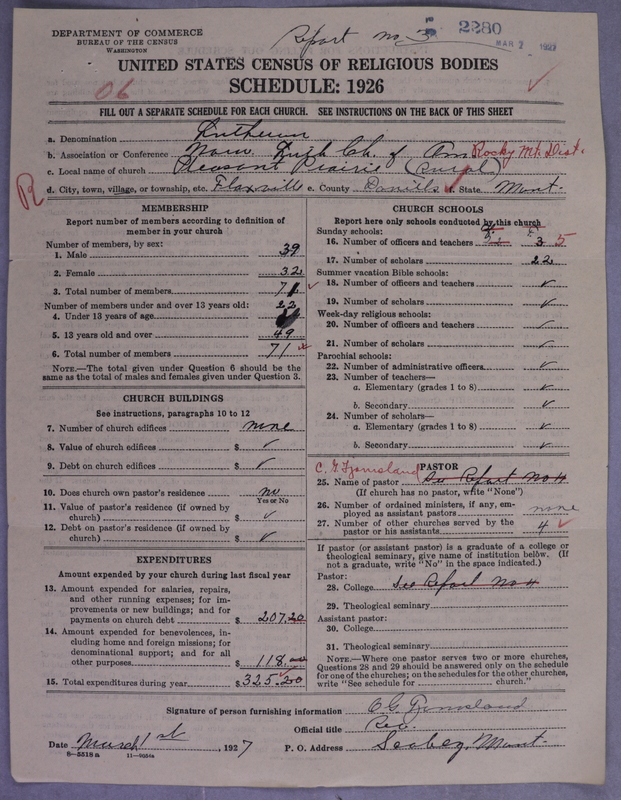 DEPARTMENT OF COMMERCE
BUREAU OF THE CENSUS
WASHINGTON
Report No. 5
2280
MAR 7 1927
UNITED STATES CENSUS OF RELIGIOUS BODIES
SCHEDULE: 1926
06
FILL OUT A SEPARATE SCHEDULE FOR EACH CHURCH. SEE INSTRUCTIONS ON THE BACK OF THIS SHEET
a. Denomination Lutheran
b. Association or Conference Norw. Luth Ch. of Am Rocky Mt. Dist.
c. Local name of church Pleasant Prairie (Rural)
R
d. City, town, village, or township, etc. Flaxville e. County Daniels f. State Mont.
MEMBERSHIP
Report number of members according to definition of member in your church
Number of members, by sex:
1. Male 39
2. Female 32
3. Total number of members 71
Number of members under and over 13 years old:
4. Under 13 years of age 22
5. 13 years old and over 49
6. Total number of members 71
NOTE.—The total given under Question 6 should be the same as the total of males and females given under Question 3.
CHURCH BUILDINGS
See instructions, paragraphs 10 to 12
7. Number of church edifices none
8. Value of church edifices $ ✓
9. Debt on church edifices $ ✓
10. Does church own pastor's residence no
Yes or No
11. Value of pastor's residence (if owned by church) $ ✓
12. Debt on pastor's residence (if owned by church) $ ✓
EXPENDITURES
Amount expended by your church during last fiscal year
13. Amount expended for salaries, repairs, and other running expenses; for improvements or new buildings; and for payments on church debt $ 207.20
14. Amount expended for benevolences, including home and foreign missions; for denominational support; and for all other purposes $ 118.00
15. Total expenditures during year $ 325.20
CHURCH SCHOOLS
Report here only schools conducted by this church
Sunday schools:
16. Number of officers and teachers 3 5
17. Number of scholars 22
Summer vacation Bible schools:
18. Number of officers and teachers ✓
19. Number of scholars ✓
Week-day religious schools:
20. Number of officers and teachers ✓
21. Number of scholars ✓
Parochial schools:
22. Number of administrative officers ✓
23. Number of teachers—
a. Elementary (grades 1 to 8) ✓
b. Secondary ✓
24. Number of scholars—
a. Elementary (grades 1 to 8) ✓
b. Secondary ✓
PASTOR
25. Name of pastor See Report No 4
(If church has no pastor, write "None")
26. Number of ordained ministers, if any, employed as assistant pastors none
27. Number of other churches served by the pastor or his assistants 4 ✓
If pastor (or assistant pastor) is a graduate of a college or theological seminary, give name of institution below. (If not a graduate, write "No" in the space indicated.)
Pastor:
28. College See Report No 4
29. Theological seminary
Assistant pastor:
30. College
31. Theological seminary
NOTE.—Where one pastor serves two or more churches, Questions 28 and 29 should be answered only on the schedule for one of the churches; on the schedules for the other churches, write "See schedule for church."
Signature of person furnishing information
Official title Rev.
Date March 1st, 1927
P. O. Address Scobey, Mont
8—5518 a